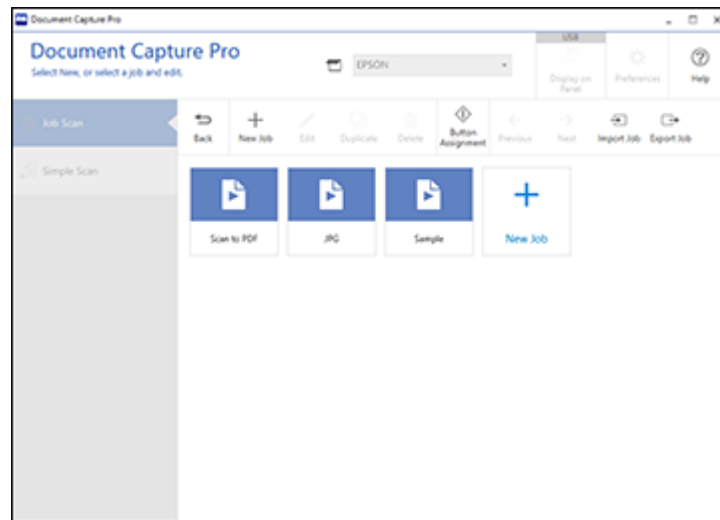 Document Capture Pro
Document Capture Pro
Select New, or select a job and edit.
EPSON
USB
Display on
Panel
Preferences
Help
Job Scan
Simple Scan
Back
New Job
Edit
Duplicate
Delete
Button
Assignment
Previous
Next
Import Job
Export Job
Scan to PDF
JPG
Sample
New Job